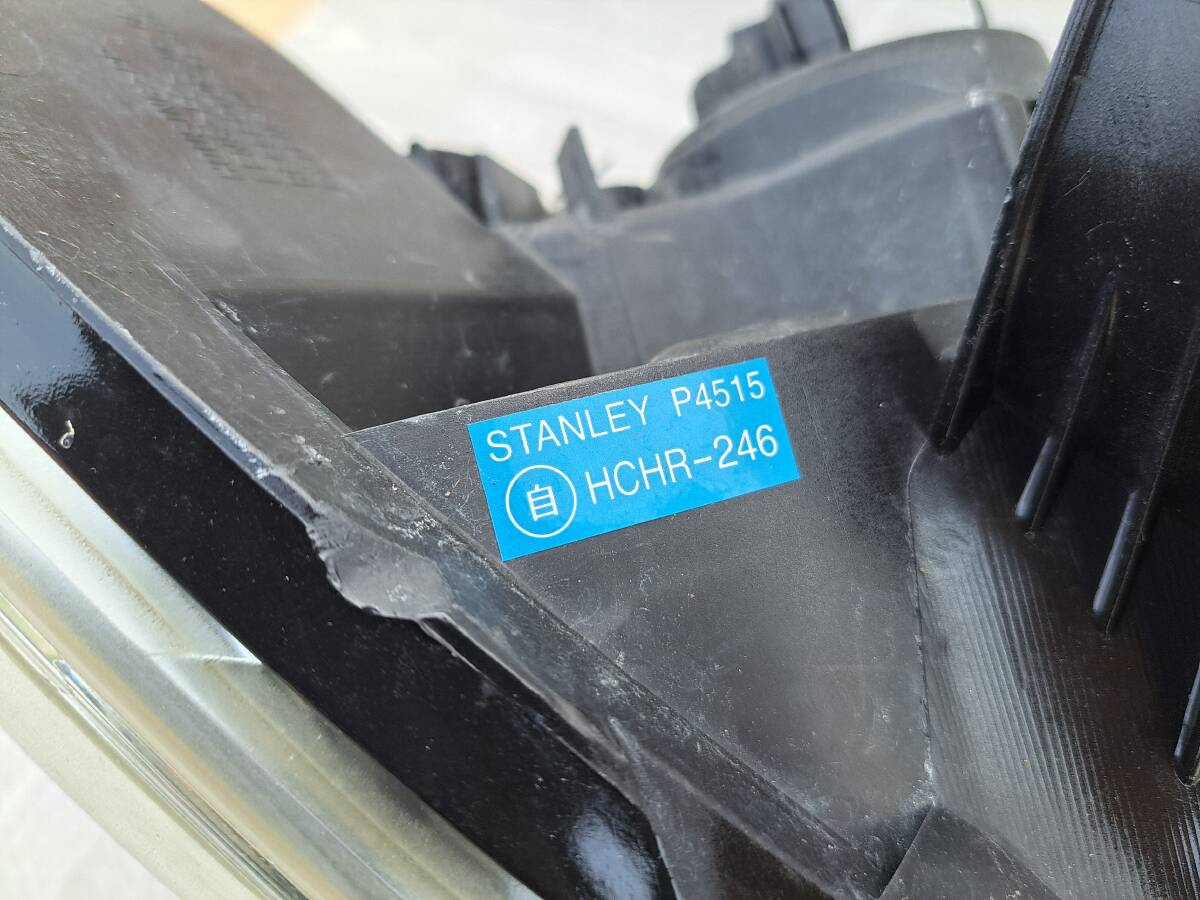 STANLEY P4515
自 HCHR-246